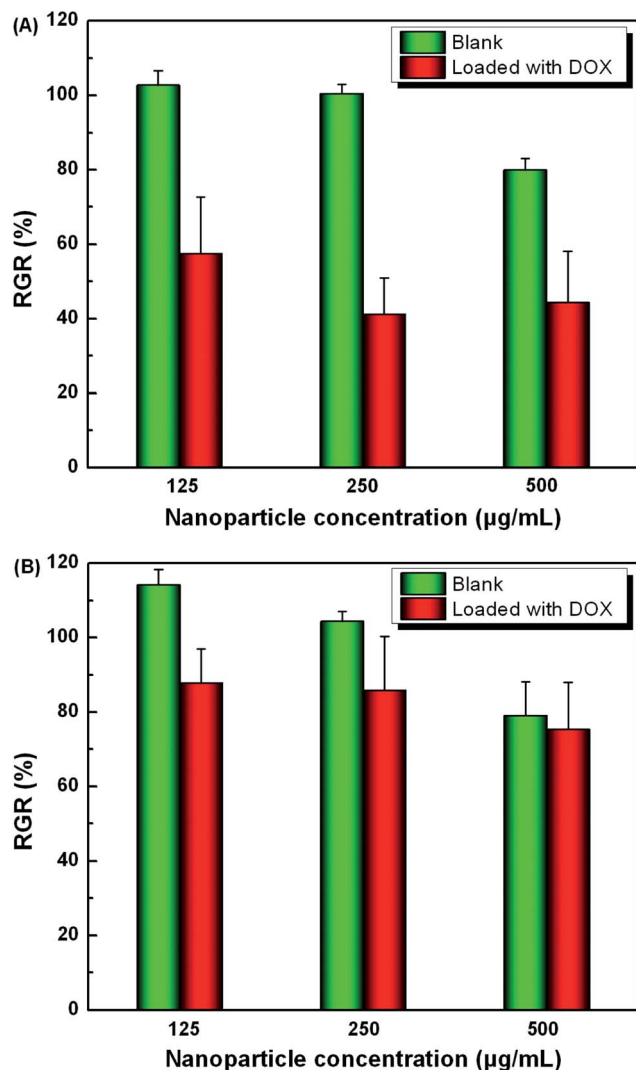 (A)
120
Blank
Loaded with DOX
100
80
60
40
20
0
RGR (%)
125 250 500
Nanoparticle concentration (µg/mL)
(B)
120
Blank
Loaded with DOX
100
80
60
40
20
0
RGR (%)
125 250 500
Nanoparticle concentration (µg/mL)